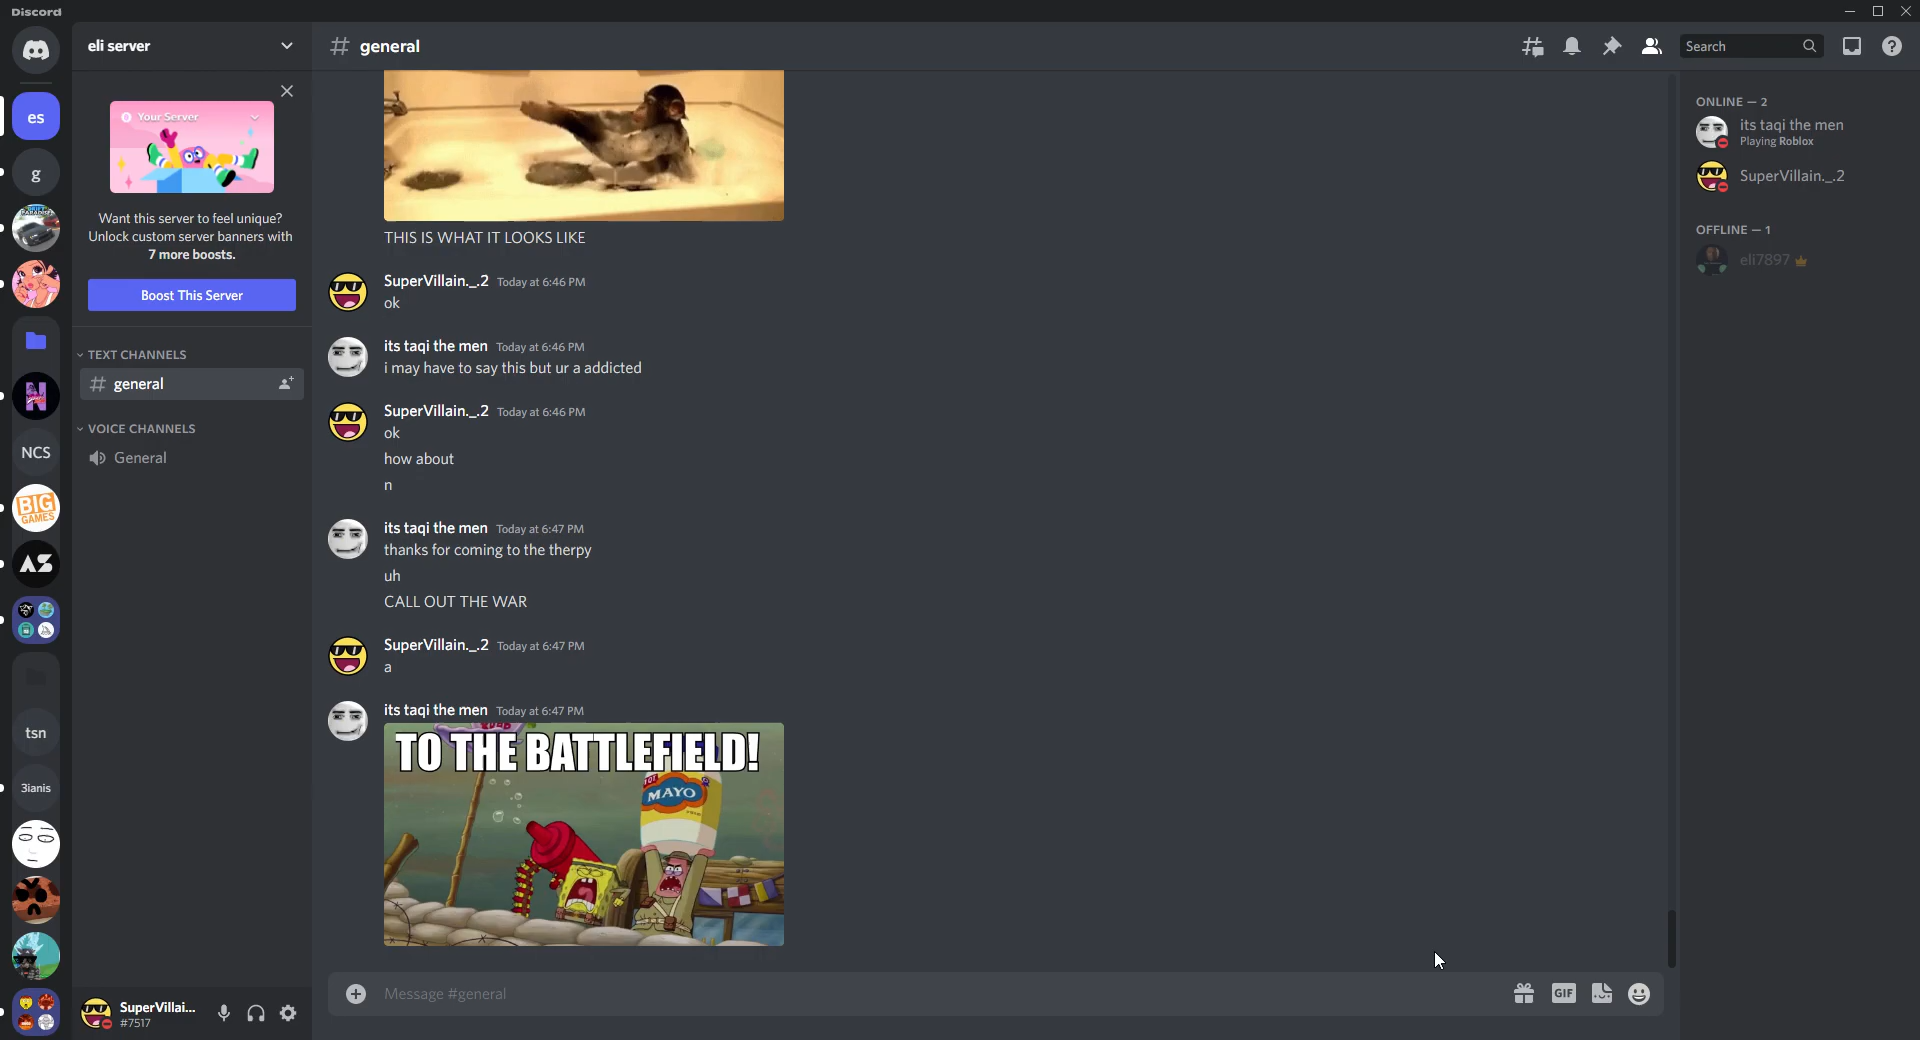 Discord
eli server
Your Server
Want this server to feel unique?
Unlock custom server banners with
7 more boosts.
Boost This Server
TEXT CHANNELS
# general
VOICE CHANNELS
General
es
g
NCS
BIG
GAMES
tsn
3ianis
SuperVillai...
#7517
# general
Search
THIS IS WHAT IT LOOKS LIKE
SuperVillain._.2 Today at 6:46 PM
ok
its taqi the men Today at 6:46 PM
i may have to say this but ur a addicted
SuperVillain._.2 Today at 6:46 PM
ok
how about
n
its taqi the men Today at 6:47 PM
thanks for coming to the therpy
uh
CALL OUT THE WAR
SuperVillain._.2 Today at 6:47 PM
a
its taqi the men Today at 6:47 PM
TO THE BATTLEFIELD!
MAYO
Message #general
GIF
ONLINE — 2
its taqi the men
Playing Roblox
SuperVillain._.2
OFFLINE — 1
eli7897